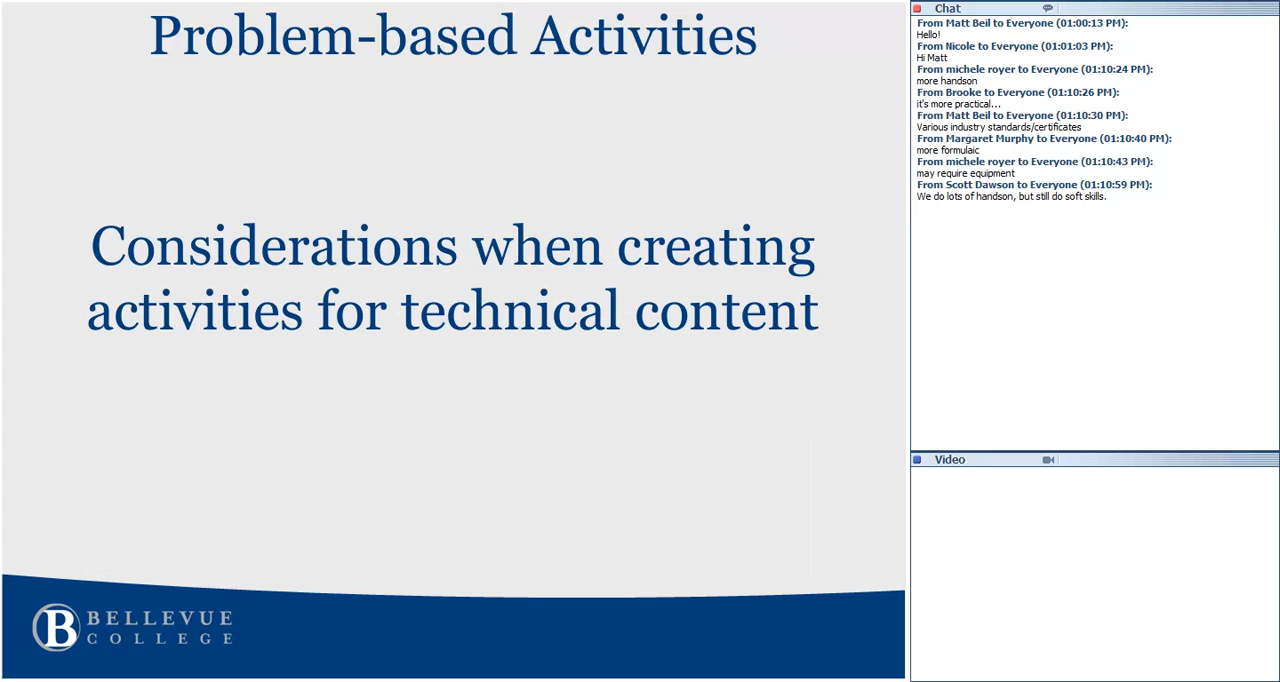 Problem-based Activities
Considerations when creating
activities for technical content
BELLEVUE
COLLEGE
Chat
From Matt Beil to Everyone (01:00:13 PM):
Hello!
From Nicole to Everyone (01:01:03 PM):
Hi Matt
From michele royer to Everyone (01:10:24 PM):
more handson
From Brooke to Everyone (01:10:26 PM):
it's more practical...
From Matt Beil to Everyone (01:10:30 PM):
Various industry standards/certificates
From Margaret Murphy to Everyone (01:10:40 PM):
more formulaic
From michele royer to Everyone (01:10:43 PM):
may require equipment
From Scott Dawson to Everyone (01:10:59 PM):
We do lots of handson, but still do soft skills.
Video